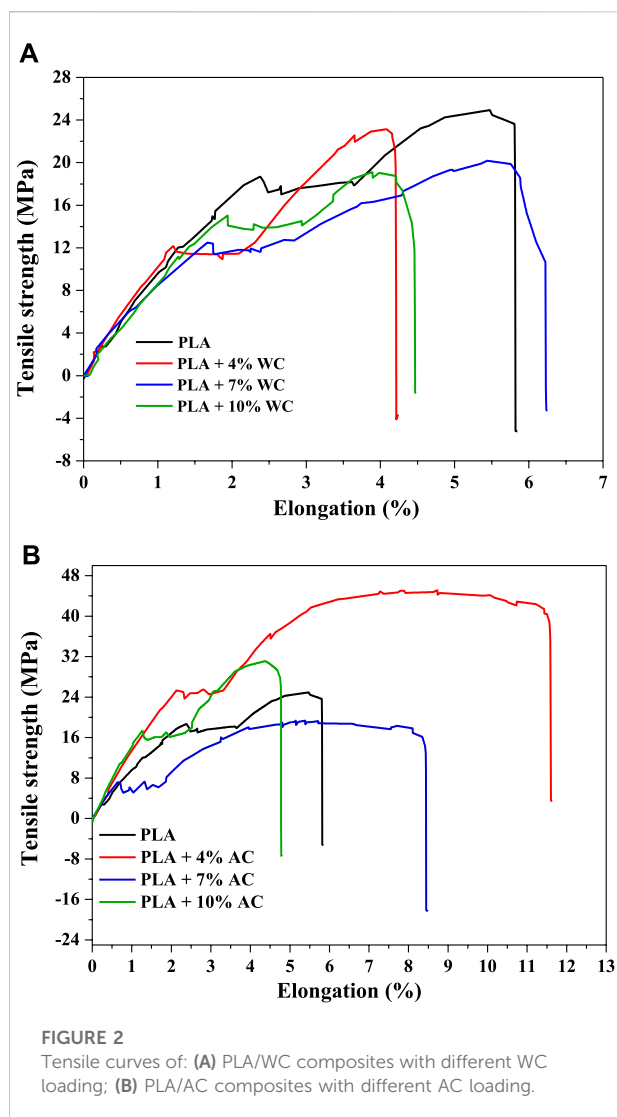 A
28
24
20
16
12
8
4
0
-4
-8
Tensile strength (MPa)
PLA
PLA + 4% WC
PLA + 7% WC
PLA + 10% WC
0 1 2 3 4 5 6 7
Elongation (%)
B
48
40
32
24
16
8
0
-8
-16
-24
Tensile strength (MPa)
PLA
PLA + 4% AC
PLA + 7% AC
PLA + 10% AC
0 1 2 3 4 5 6 7 8 9 10 11 12 13
Elongation (%)
FIGURE 2
Tensile curves of: (A) PLA/WC composites with different WC
loading; (B) PLA/AC composites with different AC loading.